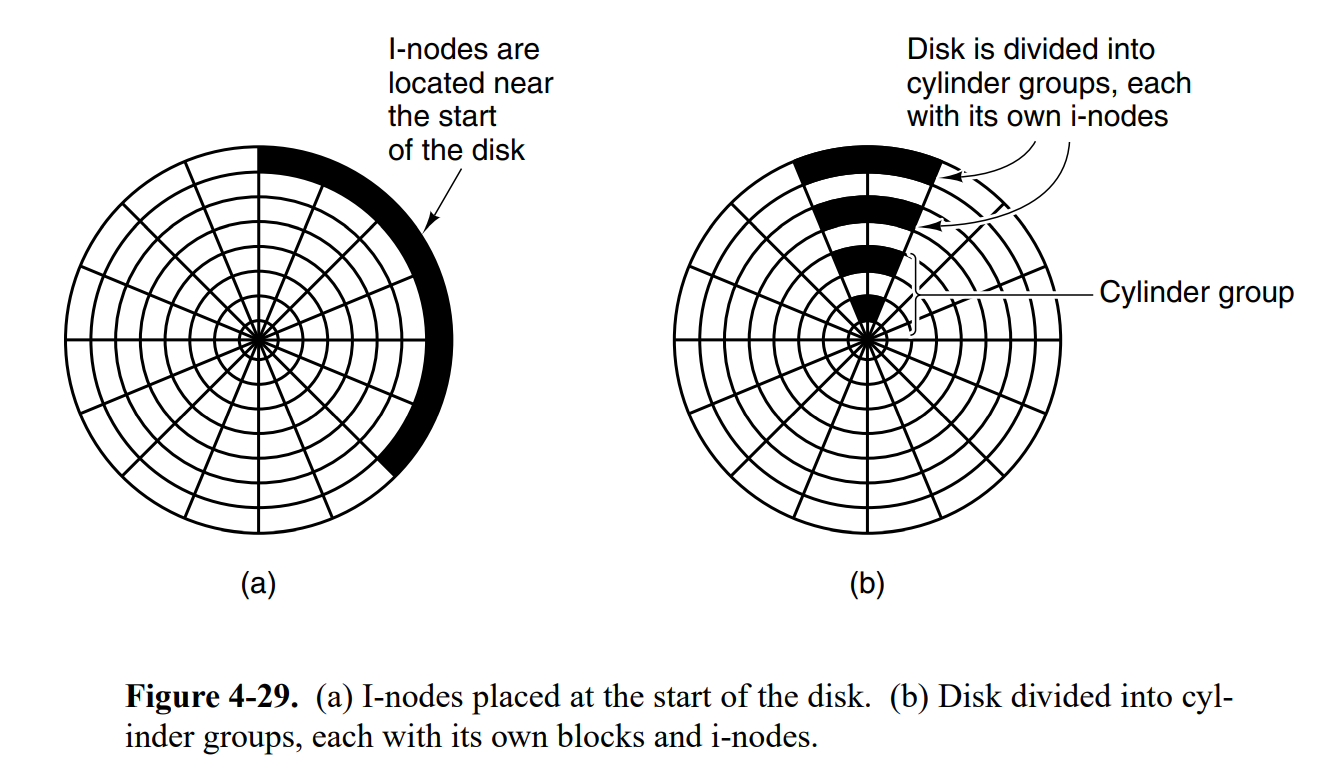 I-nodes are
located near
the start
of the disk
Disk is divided into
cylinder groups, each
with its own i-nodes
Cylinder group
(a)
(b)
Figure 4-29. (a) I-nodes placed at the start of the disk. (b) Disk divided into cyl-
inder groups, each with its own blocks and i-nodes.